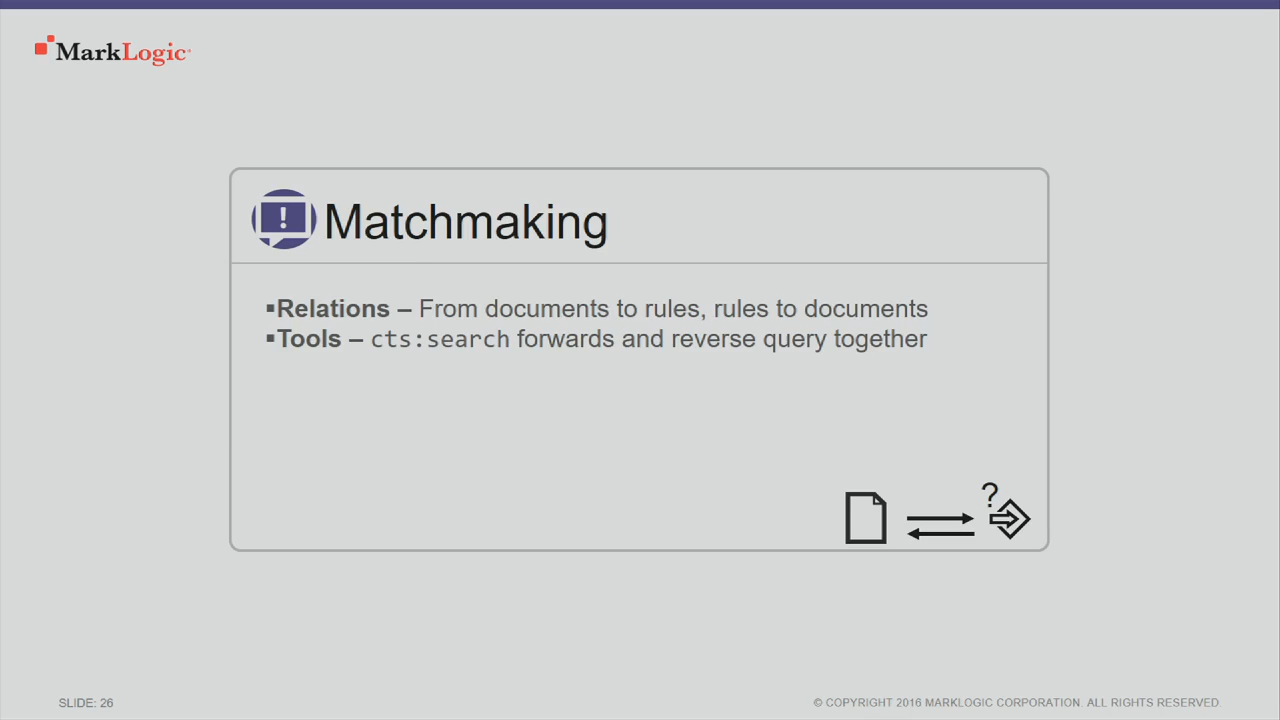 MarkLogic
! Matchmaking
▪Relations – From documents to rules, rules to documents
▪Tools – cts:search forwards and reverse query together
?
SLIDE: 26
© COPYRIGHT 2016 MARKLOGIC CORPORATION. ALL RIGHTS RESERVED.